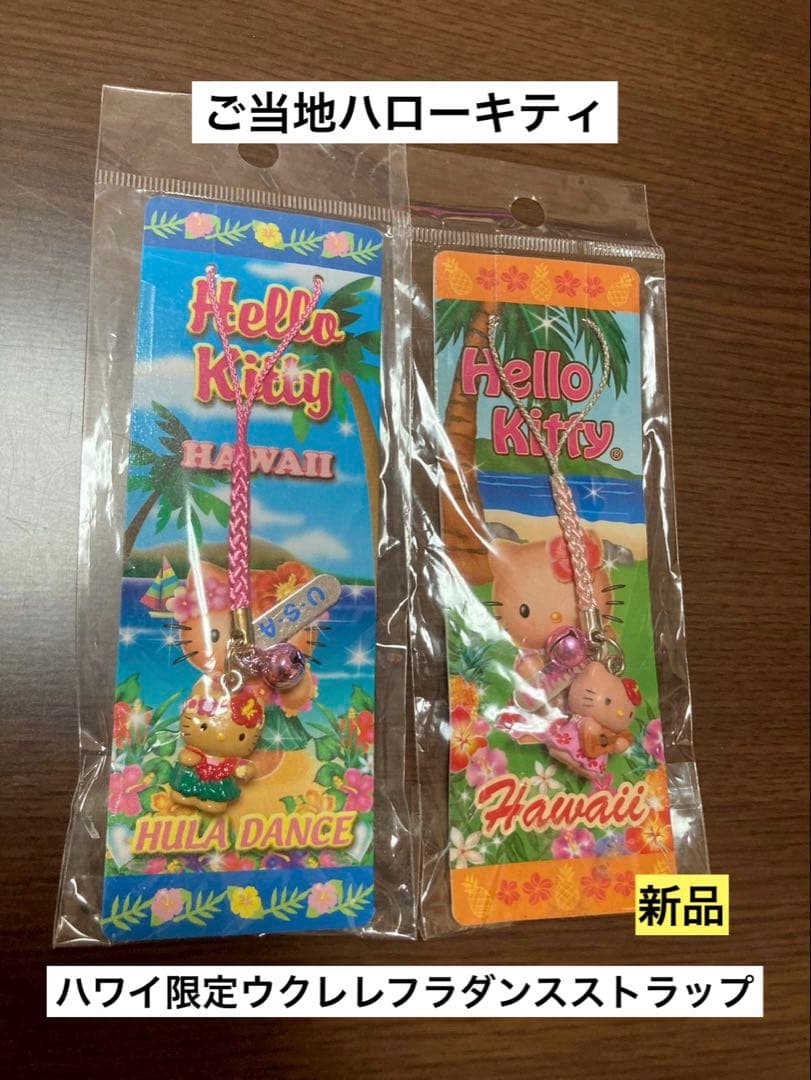 ご当地ハローキティ
Hello
Kitty
HAWAII
U-S-A
HULA DANCE
Hello
Kitty®
Hawaii
新品
ハワイ限定ウクレレフラダンスストラップ